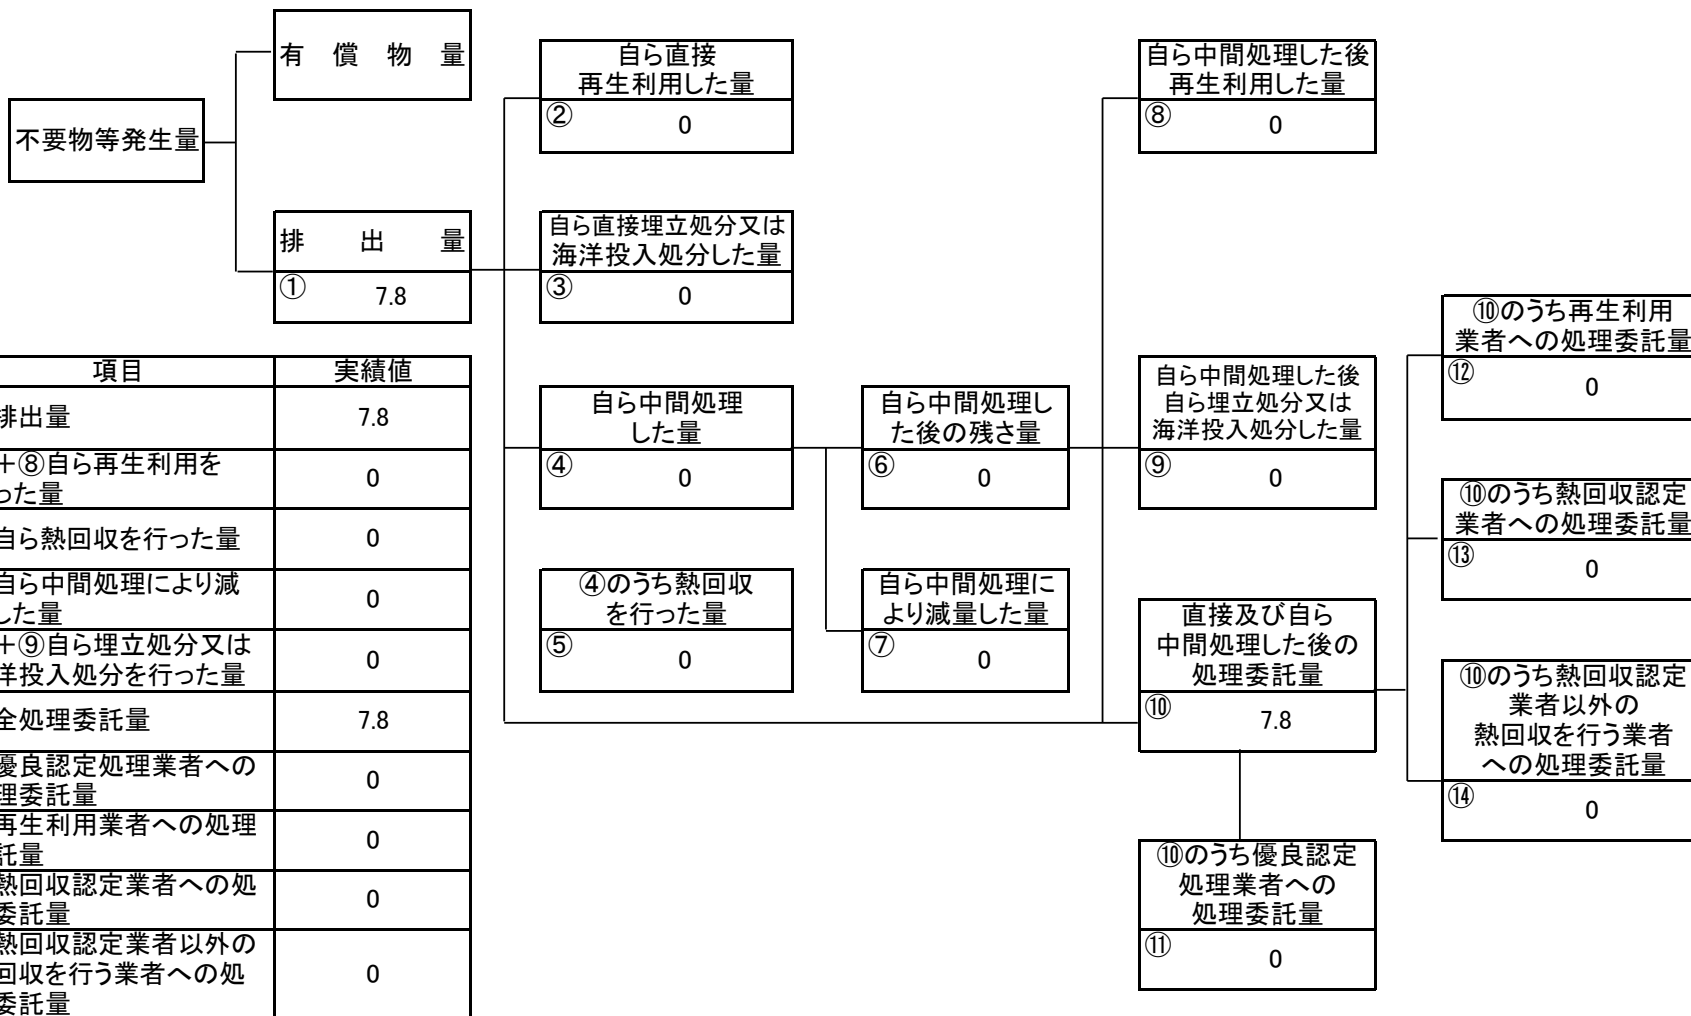 有　償　物　量
不要物等発生量
排　出　量
①
7.8
自ら直接
再生利用した量
②
0
自ら直接埋立処分又は
海洋投入処分した量
③
0
自ら中間処理
した量
④
0
④のうち熱回収
を行った量
⑤
0
自ら中間処理し
た後の残さ量
⑥
0
自ら中間処理に
より減量した量
⑦
0
自ら中間処理した後
再生利用した量
⑧
0
自ら中間処理した後
自ら埋立処分又は
海洋投入処分した量
⑨
0
直接及び自ら
中間処理した後の
処理委託量
⑩
7.8
⑩のうち優良認定
処理業者への
処理委託量
⑪
0
⑩のうち再生利用
業者への処理委託量
⑫
0
⑩のうち熱回収認定
業者への処理委託量
⑬
0
⑩のうち熱回収認定
業者以外の
熱回収を行う業者
への処理委託量
⑭
0
項目 実績値
排出量 7.8
＋⑧自ら再生利用を
った量
0
自ら熱回収を行った量 0
自ら中間処理により減
した量
0
＋⑨自ら埋立処分又は
洋投入処分を行った量
0
全処理委託量 7.8
優良認定処理業者への
理委託量
0
再生利用業者への処理
託量
0
熱回収認定業者への処
委託量
0
熱回収認定業者以外の
回収を行う業者への処
委託量
0